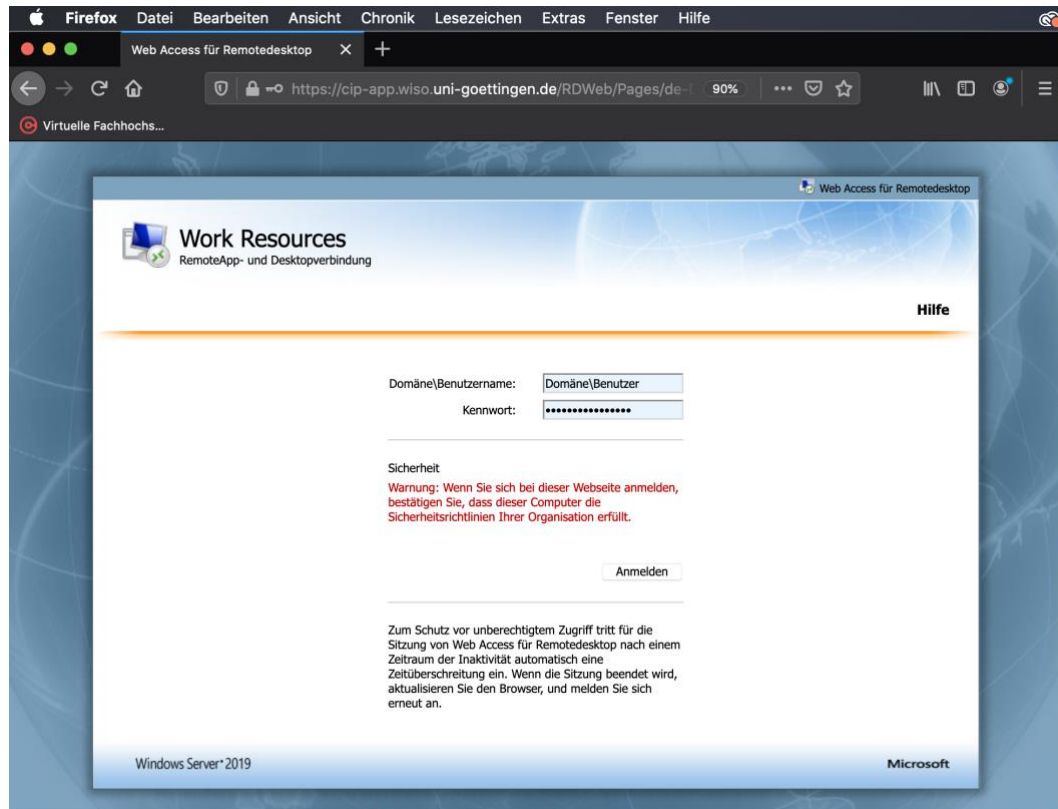 Firefox Datei Bearbeiten Ansicht Chronik Lesezeichen Extras Fenster Hilfe
Web Access für Remotedesktop
https://cip-app.wiso.uni-goettingen.de/RDWeb/Pages/de- 90%
Virtuelle Fachhochs...
Web Access für Remotedesktop
Work Resources
RemoteApp- und Desktopverbindung
Hilfe
Domäne\Benutzername: Domäne\Benutzer
Kennwort: ••••••••••••••••
Sicherheit
Warnung: Wenn Sie sich bei dieser Webseite anmelden,
bestätigen Sie, dass dieser Computer die
Sicherheitsrichtlinien Ihrer Organisation erfüllt.
Anmelden
Zum Schutz vor unberechtigtem Zugriff tritt für die
Sitzung von Web Access für Remotedesktop nach einem
Zeitraum der Inaktivität automatisch eine
Zeitüberschreitung ein. Wenn die Sitzung beendet wird,
aktualisieren Sie den Browser, und melden Sie sich
erneut an.
Windows Server 2019
Microsoft